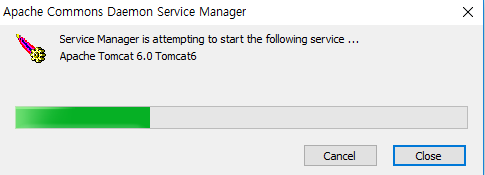 Apache Commons Daemon Service Manager
Service Manager is attempting to start the following service ...
Apache Tomcat 6.0 Tomcat6
Cancel
Close